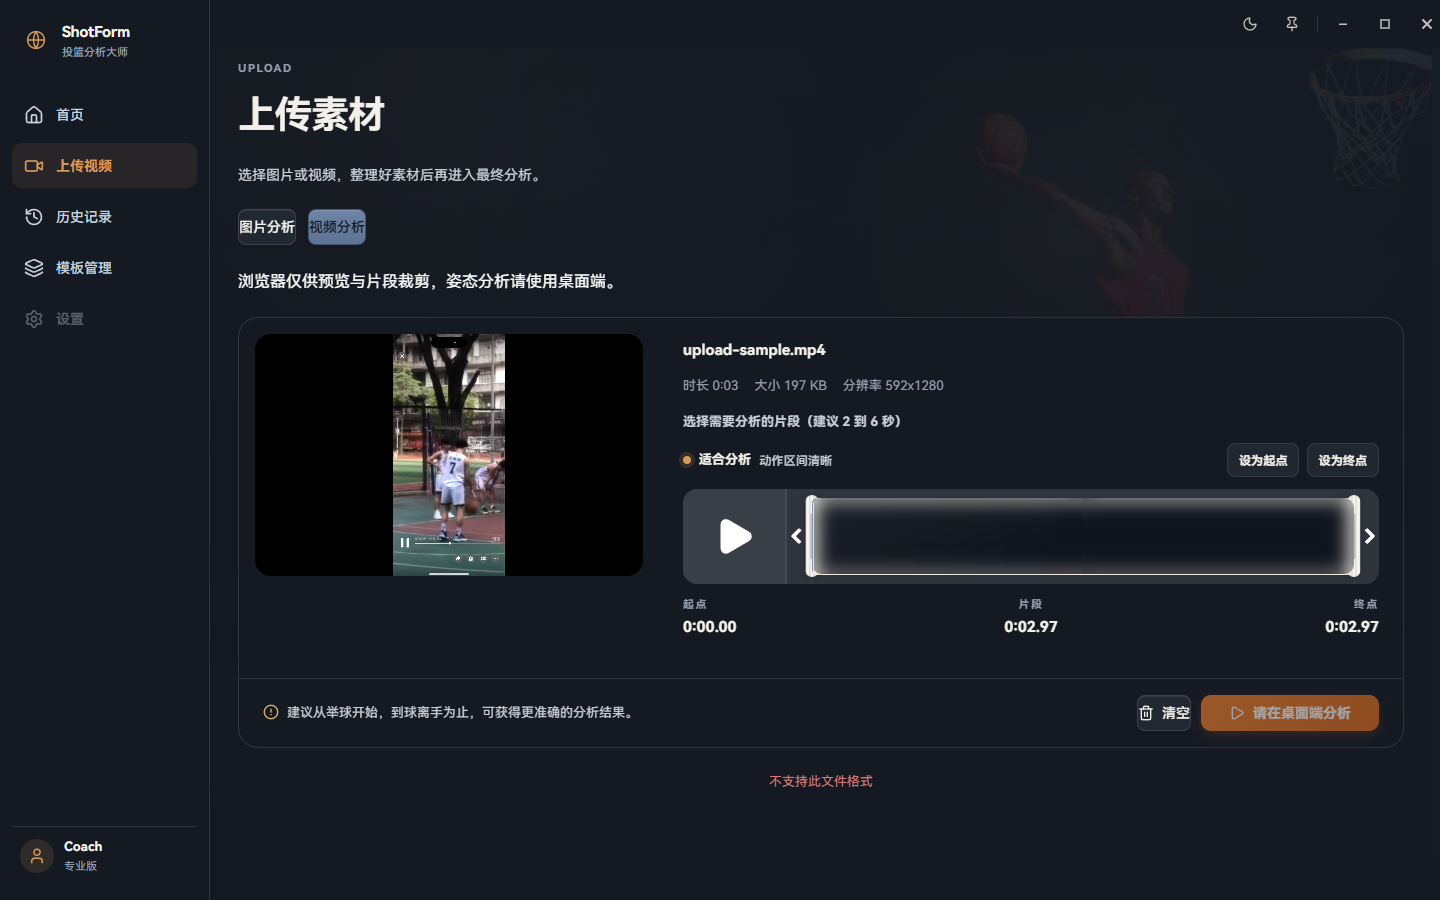 ShotForm
投篮分析大师
首页
上传视频
历史记录
模板管理
设置
Coach
专业版
UPLOAD
上传素材
选择图片或视频，整理好素材后再进入最终分析。
图片分析
视频分析
浏览器仅供预览与片段裁剪，姿态分析请使用桌面端。
7
upload-sample.mp4
时长 0:03 大小 197 KB 分辨率 592x1280
选择需要分析的片段（建议 2 到 6 秒）
适合分析 动作区间清晰
设为起点
设为终点
起点 片段 终点
0:00.00 0:02.97 0:02.97
建议从举球开始，到球离手为止，可获得更准确的分析结果。
清空
请在桌面端分析
不支持此文件格式